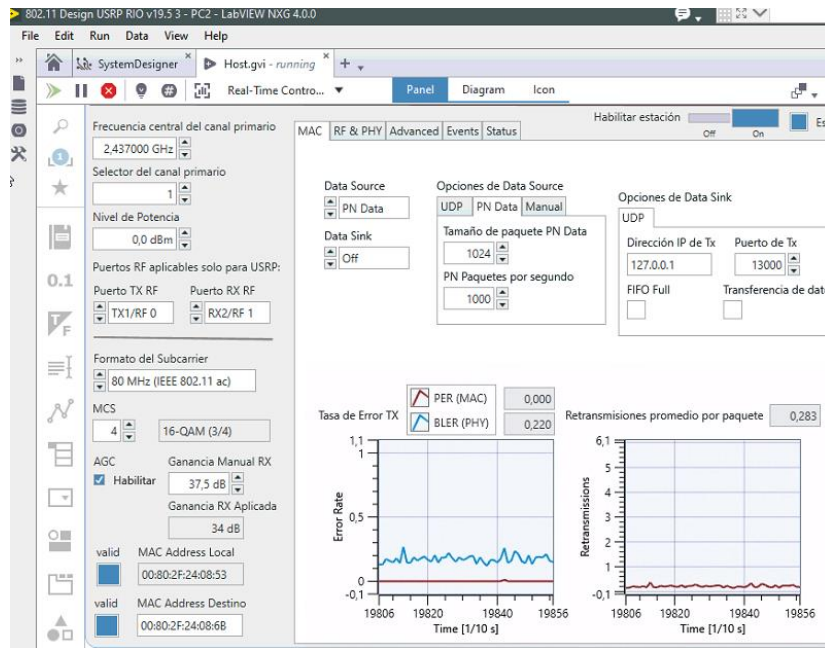 802.11 Design USRP RIO v19.5 3 - PC2 - LabVIEW NXG 4.0.0
File Edit Run Data View Help
SystemDesigner × Host.gvi - running × +
Real-Time Contro... Panel Diagram Icon
Frecuencia central del canal primario
2,437000 GHz
Selector del canal primario
1
Nivel de Potencia
0,0 dBm
Puertos RF aplicables solo para USRP:
Puerto TX RF Puerto RX RF
TX1/RF 0 RX2/RF 1
Formato del Subcarrier
80 MHz (IEEE 802.11 ac)
MCS
4 16-QAM (3/4)
AGC Ganancia Manual RX
Habilitar 37,5 dB
Ganancia RX Aplicada
34 dB
valid MAC Address Local
00:80:2F:24:08:53
valid MAC Address Destino
00:80:2F:24:08:6B
0.1
T F
Habilitar estación Off On Es
MAC RF & PHY Advanced Events Status
Data Source
PN Data
Data Sink
Off
Opciones de Data Source
UDP PN Data Manual
Tamaño de paquete PN Data
1024
PN Paquetes por segundo
1000
Opciones de Data Sink
UDP
Dirección IP de Tx Puerto de Tx
127.0.0.1 13000
FIFO Full Transferencia de dat
Tasa de Error TX
PER (MAC) 0,000
BLER (PHY) 0,220
1,1
1
0,5
0
-0,1
Error Rate
19806 19820 19840 19856
Time [1/10 s]
Retransmisiones promedio por paquete 0,283
6,1
5
4
3
2
1
-0,1
Retransmissions
19806 19820 19840 19856
Time [1/10 s]